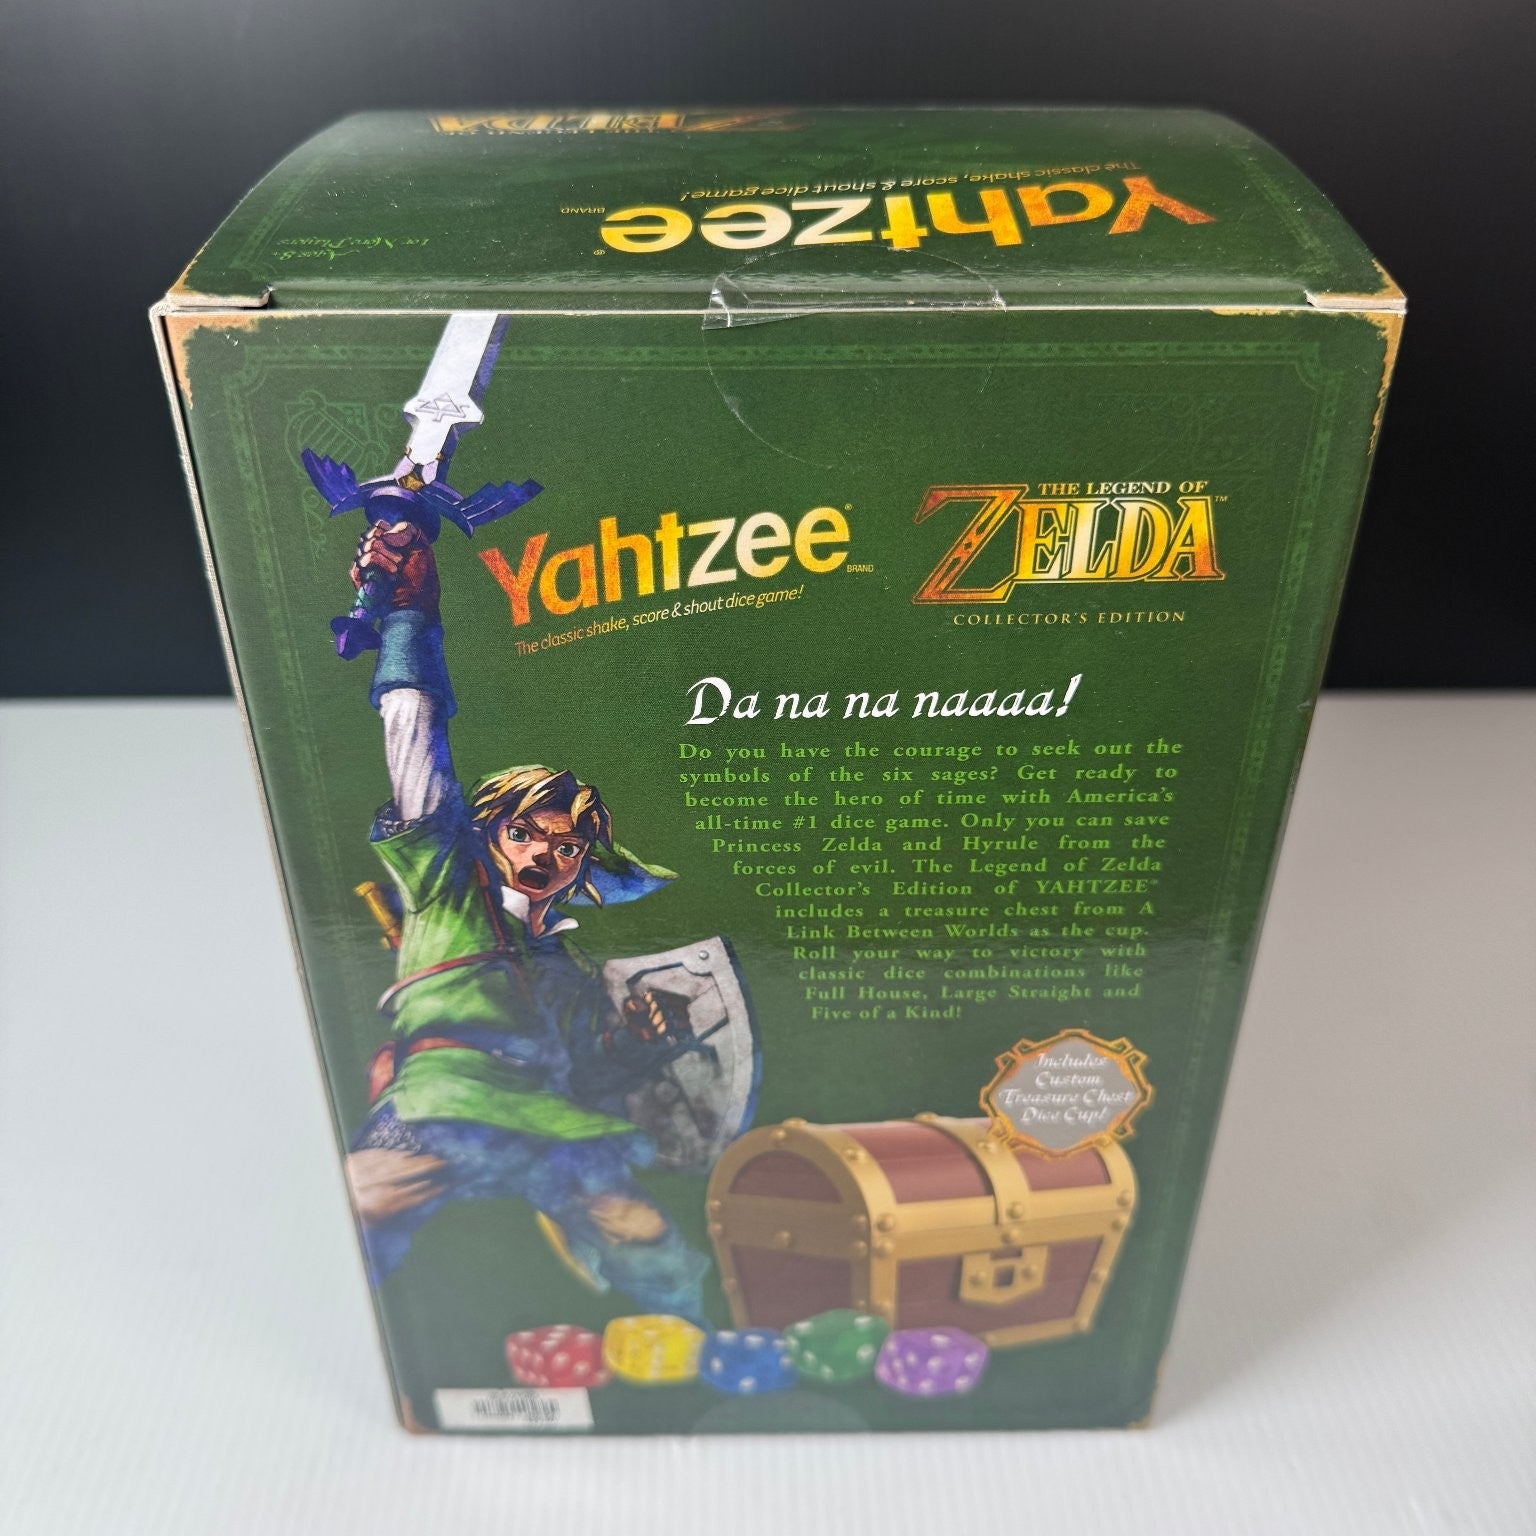 ZELDA
Yahtzee®
BRAND
The classic shake, score & shout dice game!
Ages 8+
1 or More Players
Yahtzee®
BRAND
The classic shake, score & shout dice game!
THE LEGEND OF
ZELDA™
COLLECTOR'S EDITION
Da na na naaaa!
Do you have the courage to seek out the
symbols of the six sages? Get ready to
become the hero of time with America's
all-time #1 dice game. Only you can save
Princess Zelda and Hyrule from the
forces of evil. The Legend of Zelda
Collector's Edition of YAHTZEE®
includes a treasure chest from A
Link Between Worlds as the cup.
Roll your way to victory with
classic dice combinations like
Full House, Large Straight and
Five of a Kind!
Includes
Custom
Treasure Chest
Dice Cup!